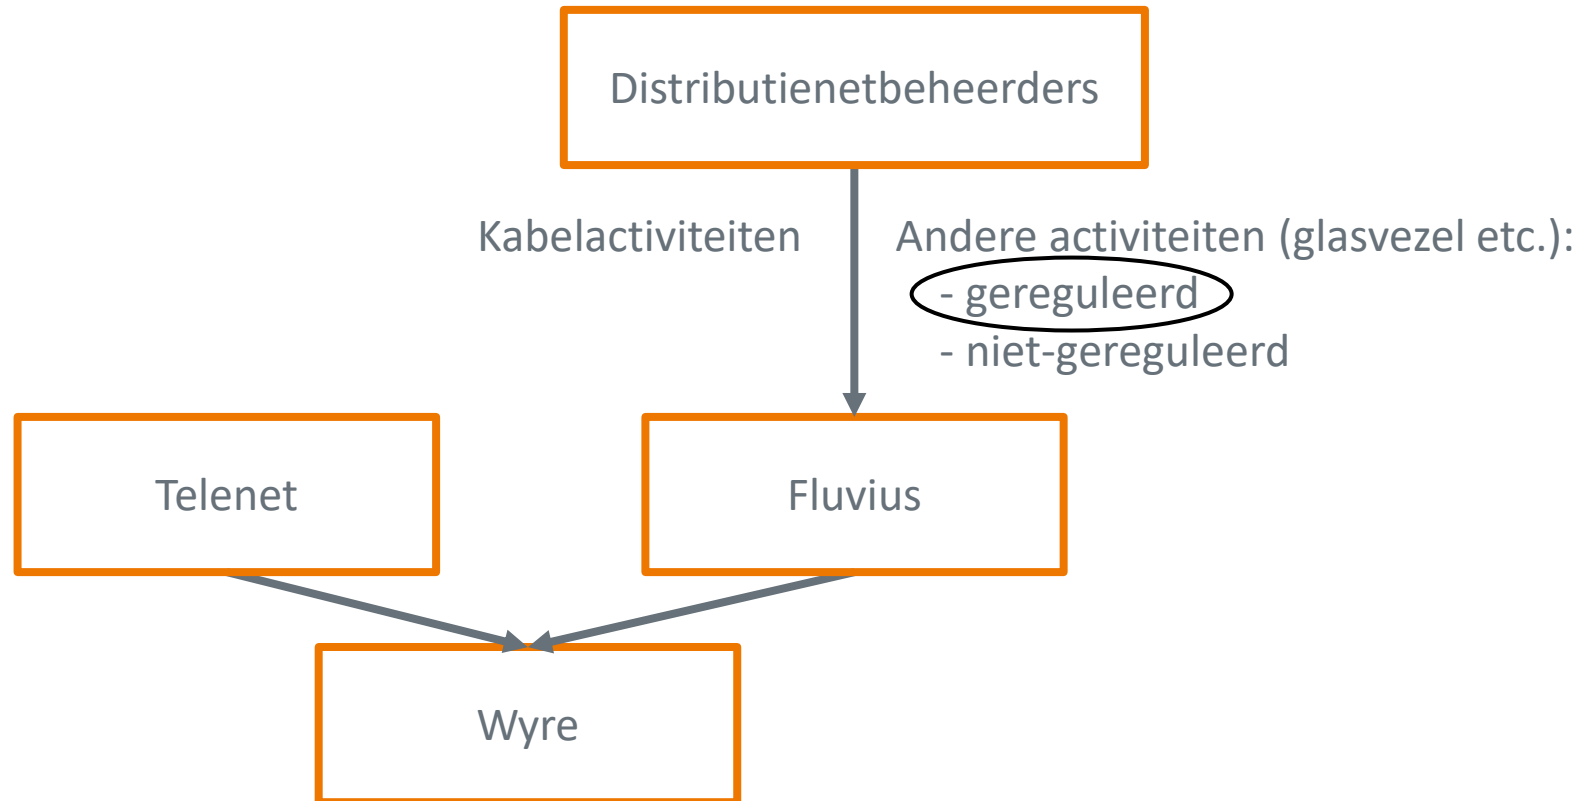 Distributienetbeheerders
Kabelactiviteiten
Andere activiteiten (glasvezel etc.):
- gereguleerd
- niet-gereguleerd
Telenet
Fluvius
Wyre